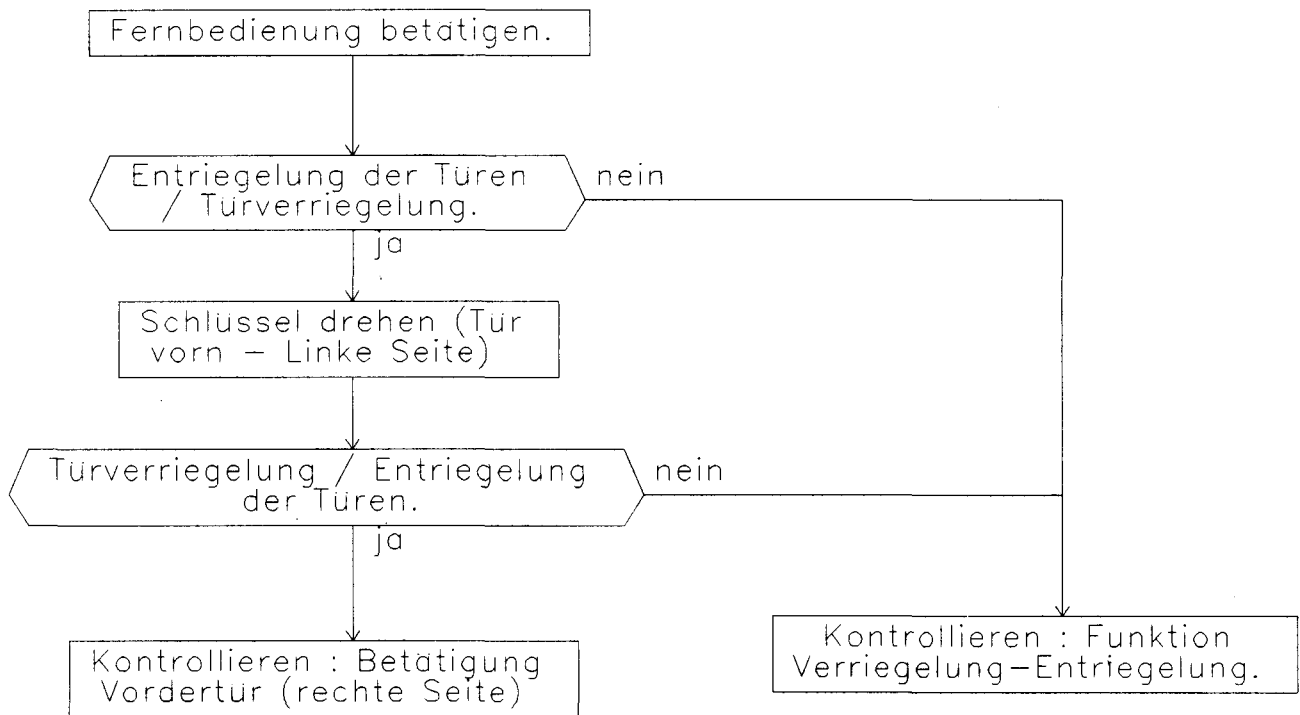 Fernbedienung betätigen.
Entriegelung der Türen
/ Türverriegelung.
nein
ja
Schlüssel drehen (Tür
vorn – Linke Seite)
Türverriegelung / Entriegelung
der Türen.
nein
ja
Kontrollieren : Betätigung
Vordertür (rechte Seite)
Kontrollieren : Funktion
Verriegelung–Entriegelung.